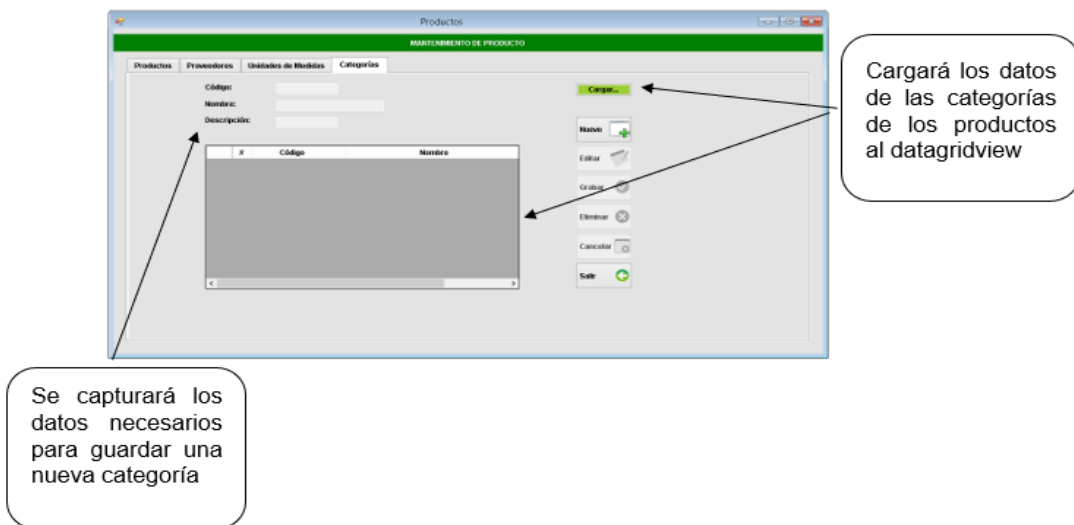 Productos
MANTENIMIENTO DE PRODUCTO
Productos Proveedores Unidades de Medidas Categorías
Código:
Nombre:
Descripción:
X Código Nombre
Cargar...
Nuevo
Editar
Grabar
Eliminar
Cancelar
Salir
Cargará los datos
de las categorías
de los productos
al datagridview
Se capturará los
datos necesarios
para guardar una
nueva categoría